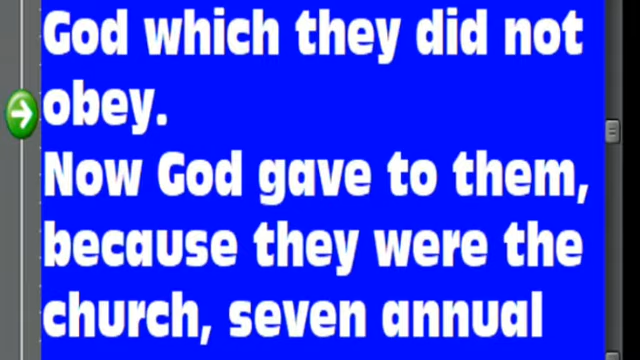 God which they did not
obey.
Now God gave to them,
because they were the
church, seven annual